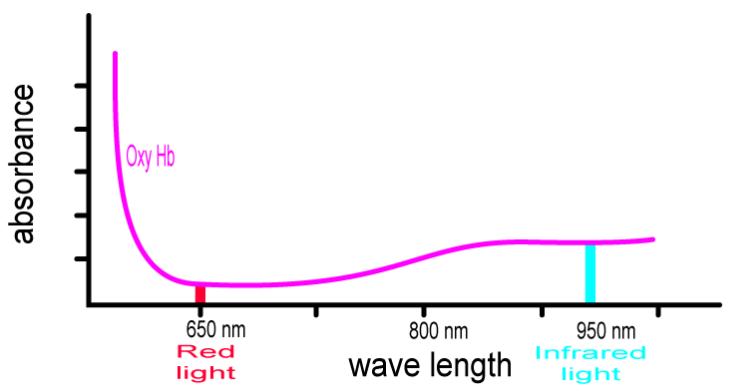 absorbance
Oxy Hb
650 nm
800 nm
950 nm
Red
light
wave length
Infrared
light